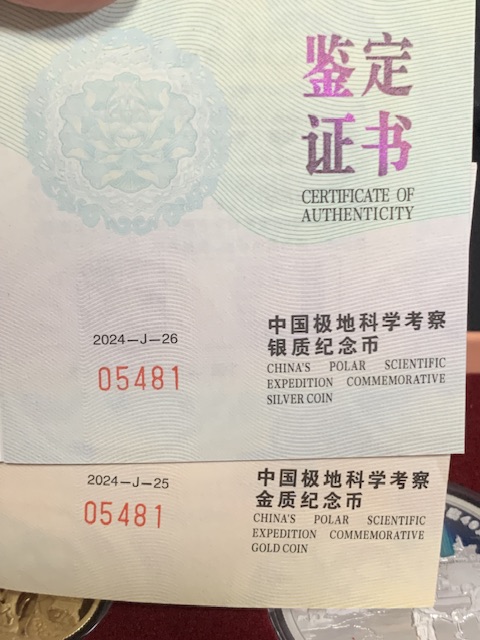 鉴定
证书
CERTIFICATE OF
AUTHENTICITY
2024—J—26
05481
中国极地科学考察
银质纪念币
CHINA'S POLAR SCIENTIFIC
EXPEDITION COMMEMORATIVE
SILVER COIN
2024—J—25
05481
中国极地科学考察
金质纪念币
CHINA'S POLAR SCIENTIFIC
EXPEDITION COMMEMORATIVE
GOLD COIN